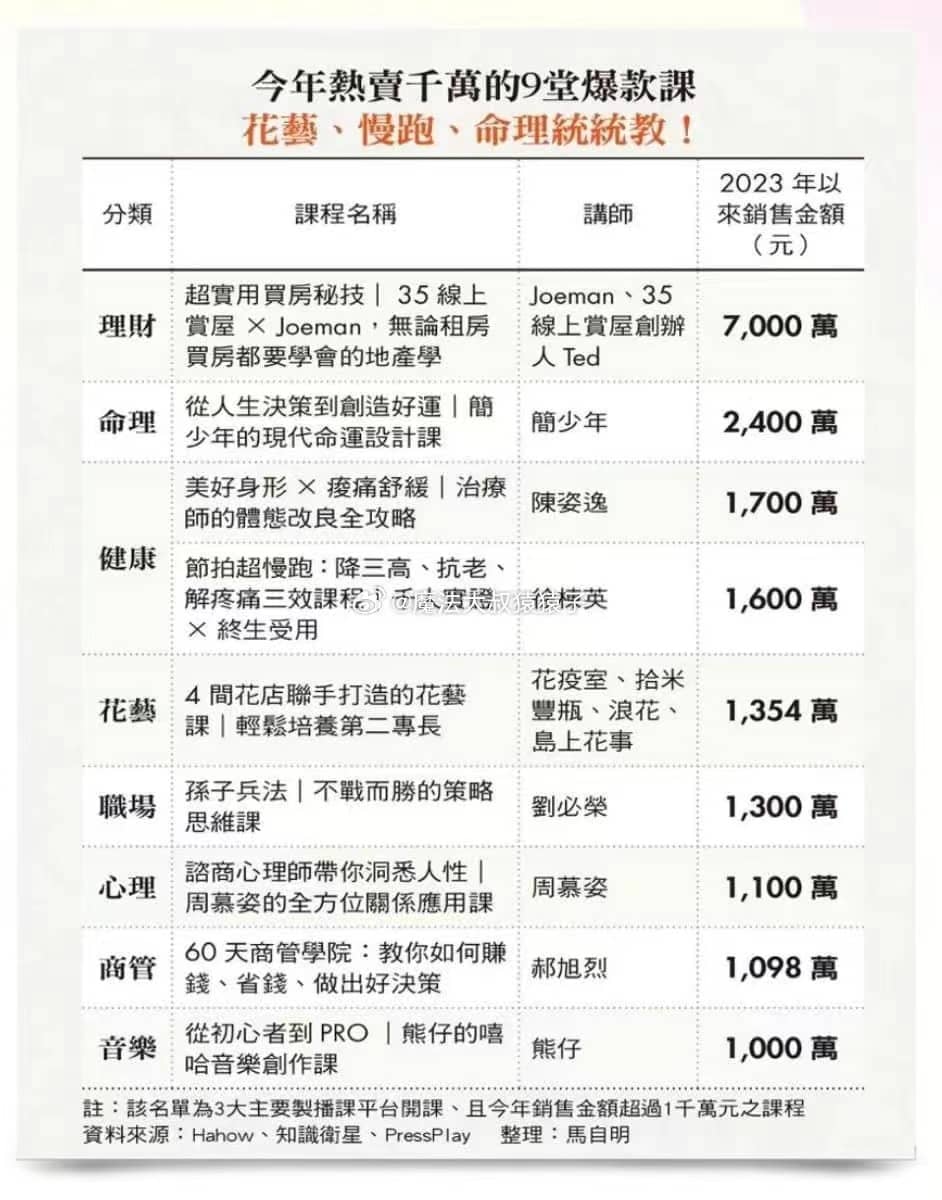 今年熱賣千萬的9堂爆款課
花藝、慢跑、命理統統教！
分類
課程名稱
講師
2023 年以
來銷售金額
（元）
理財
超實用買房秘技｜ 35 線上
賞屋 × Joeman，無論租房
買房都要學會的地產學
Joeman、35
線上賞屋創辦
人 Ted
7,000 萬
命理
從人生決策到創造好運｜簡
少年的現代命運設計課
簡少年
2,400 萬
健康
美好身形 × 痠痛舒緩｜治療
師的體態改良全攻略
陳姿逸
1,700 萬
節拍超慢跑：降三高、抗老、
解疼痛三效課程
× 終生受用
1,600 萬
花藝
4 間花店聯手打造的花藝
課｜輕鬆培養第二專長
花疫室、拾米
豐瓶、浪花、
島上花事
1,354 萬
職場
孫子兵法｜不戰而勝的策略
思維課
劉必榮
1,300 萬
心理
諮商心理師帶你洞悉人性｜
周慕姿的全方位關係應用課
周慕姿
1,100 萬
商管
60 天商管學院：教你如何賺
錢、省錢、做出好決策
郝旭烈
1,098 萬
音樂
從初心者到 PRO ｜熊仔的嘻
哈音樂創作課
熊仔
1,000 萬
註：該名單為3大主要製播課平台開課、且今年銷售金額超過1千萬元之課程
資料來源：Hahow、知識衛星、PressPlay 整理：馬自明